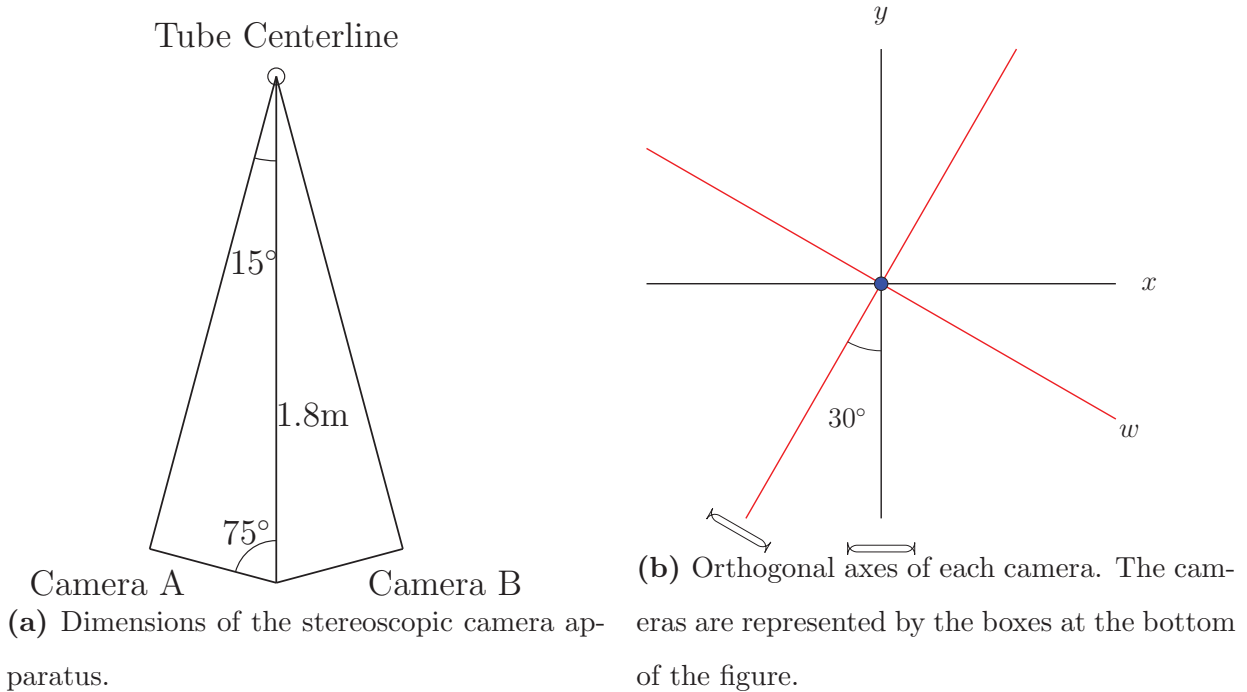 Tube Centerline
15°
1.8m
75°
Camera A
Camera B
(a) Dimensions of the stereoscopic camera ap-
paratus.
y
x
30°
w
(b) Orthogonal axes of each camera. The cam-
eras are represented by the boxes at the bottom
of the figure.